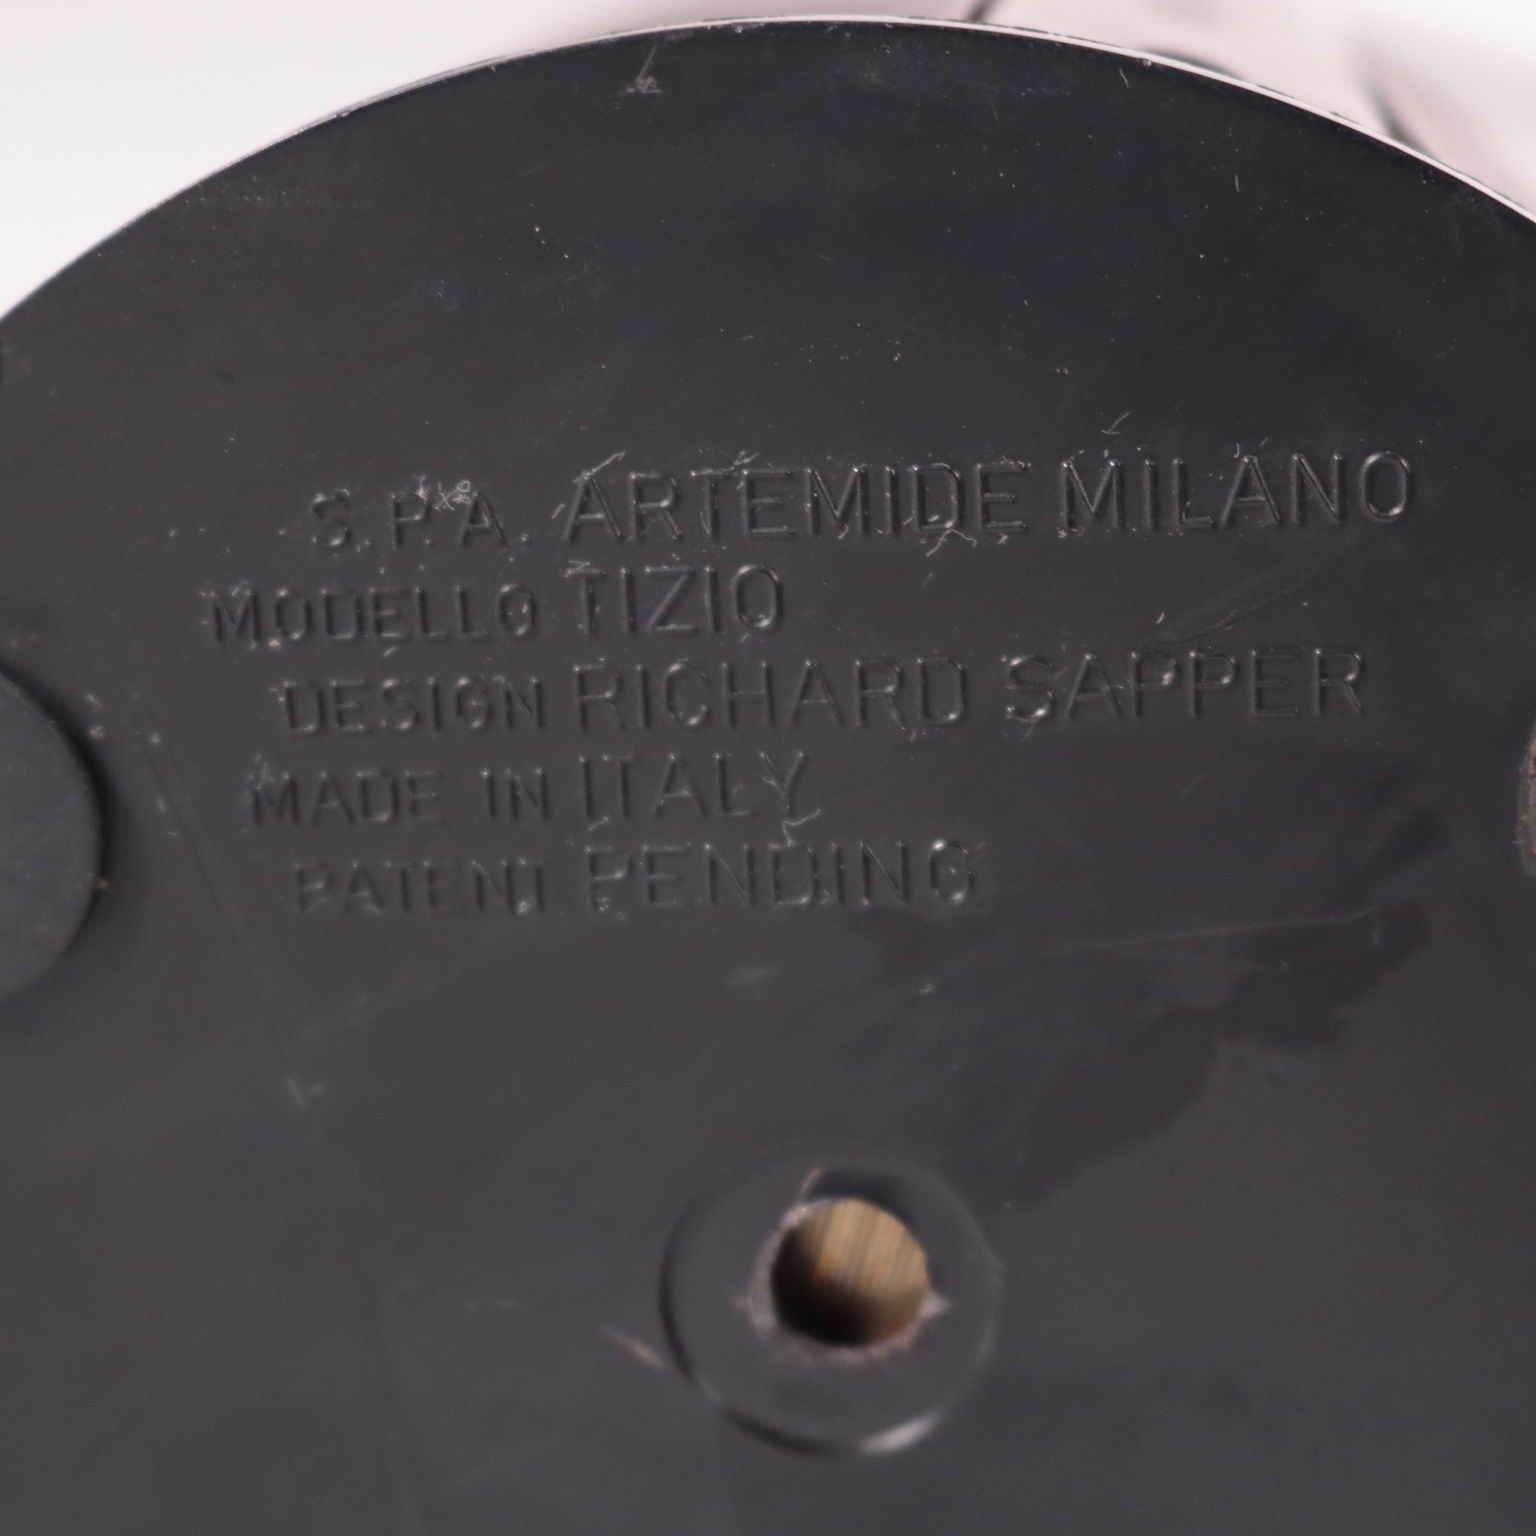 S.P.A. ARTEMIDE MILANO
MODELLO TIZIO
DESIGN RICHARD SAPPER
MADE IN ITALY
PATENT PENDING